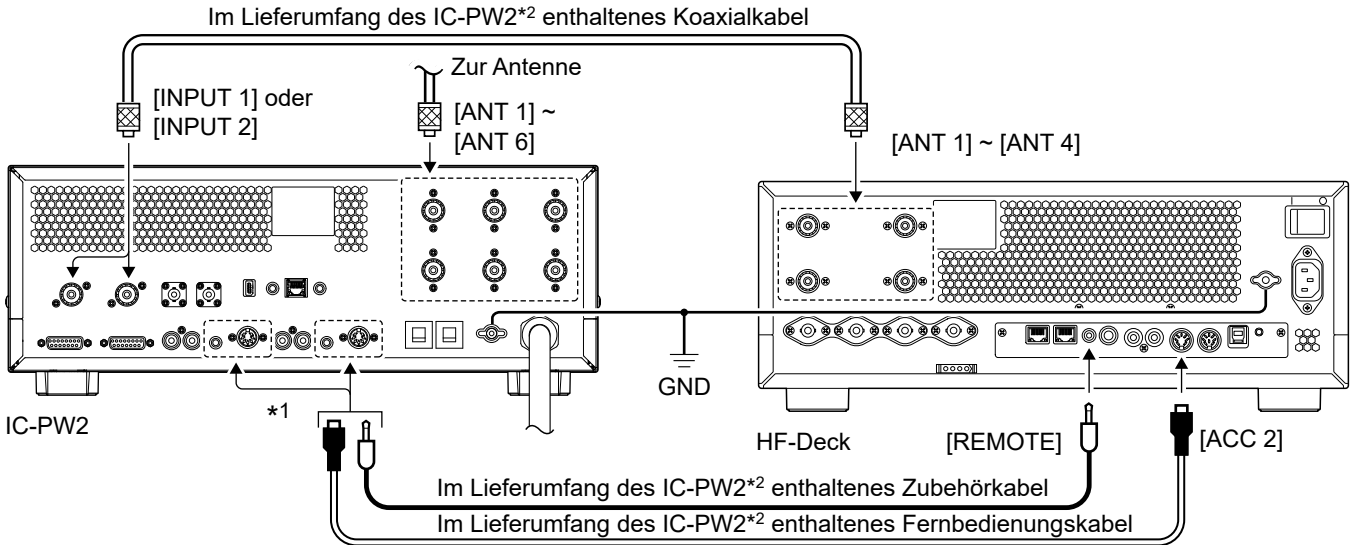 Im Lieferumfang des IC-PW2*2 enthaltenes Koaxialkabel
Zur Antenne
[INPUT 1] oder
[INPUT 2]
[ANT 1] ~
[ANT 6]
[ANT 1] ~ [ANT 4]
GND
IC-PW2
*1
HF-Deck
[REMOTE]
[ACC 2]
Im Lieferumfang des IC-PW2*2 enthaltenes Zubehörkabel
Im Lieferumfang des IC-PW2*2 enthaltenes Fernbedienungskabel